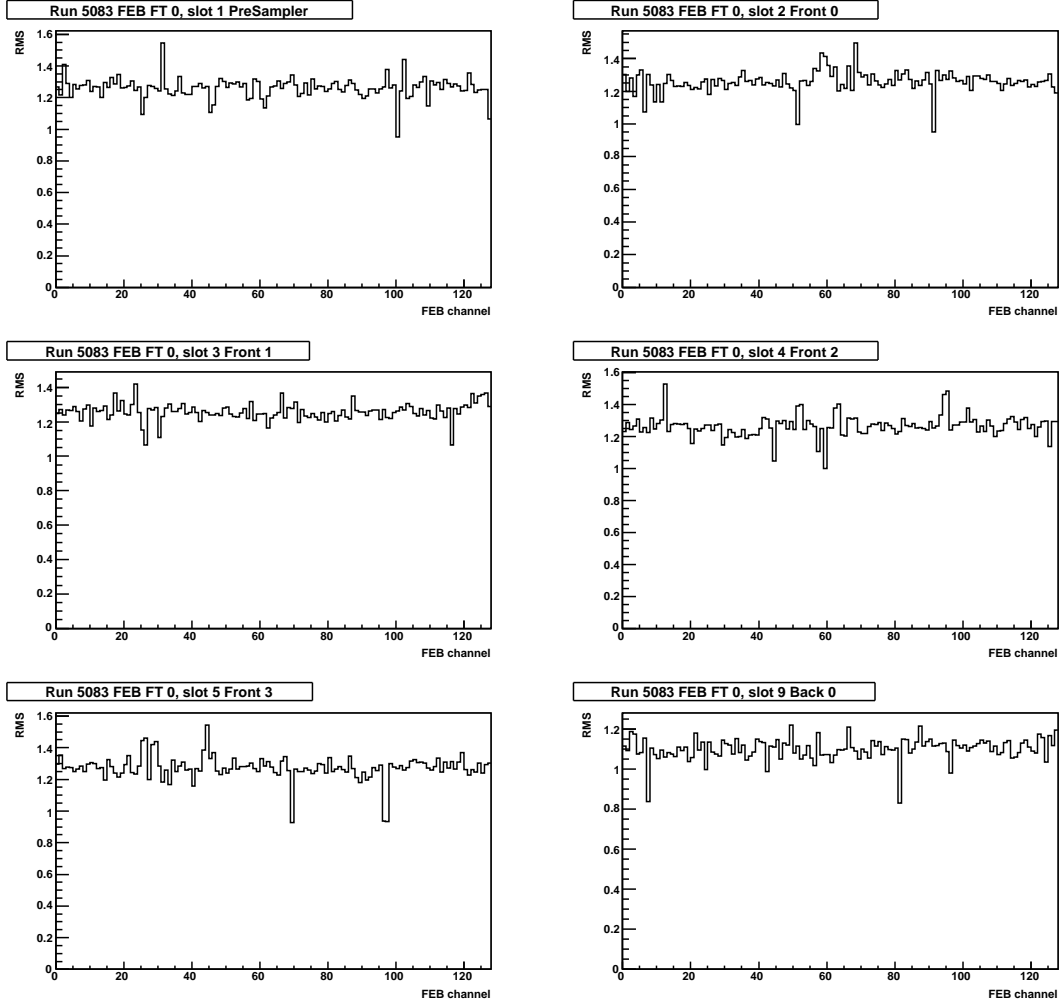 Run 5083 FEB FT 0, slot 1 PreSampler
RMS
1.6
1.4
1.2
1
0.8
0.6
0.4
0.2
0
0 20 40 60 80 100 120
FEB channel
Run 5083 FEB FT 0, slot 2 Front 0
RMS
1.4
1.2
1
0.8
0.6
0.4
0.2
0
0 20 40 60 80 100 120
FEB channel
Run 5083 FEB FT 0, slot 3 Front 1
RMS
1.4
1.2
1
0.8
0.6
0.4
0.2
0
0 20 40 60 80 100 120
FEB channel
Run 5083 FEB FT 0, slot 4 Front 2
RMS
1.6
1.4
1.2
1
0.8
0.6
0.4
0.2
0
0 20 40 60 80 100 120
FEB channel
Run 5083 FEB FT 0, slot 5 Front 3
RMS
1.6
1.4
1.2
1
0.8
0.6
0.4
0.2
0
0 20 40 60 80 100 120
FEB channel
Run 5083 FEB FT 0, slot 9 Back 0
RMS
1.2
1
0.8
0.6
0.4
0.2
0
0 20 40 60 80 100 120
FEB channel